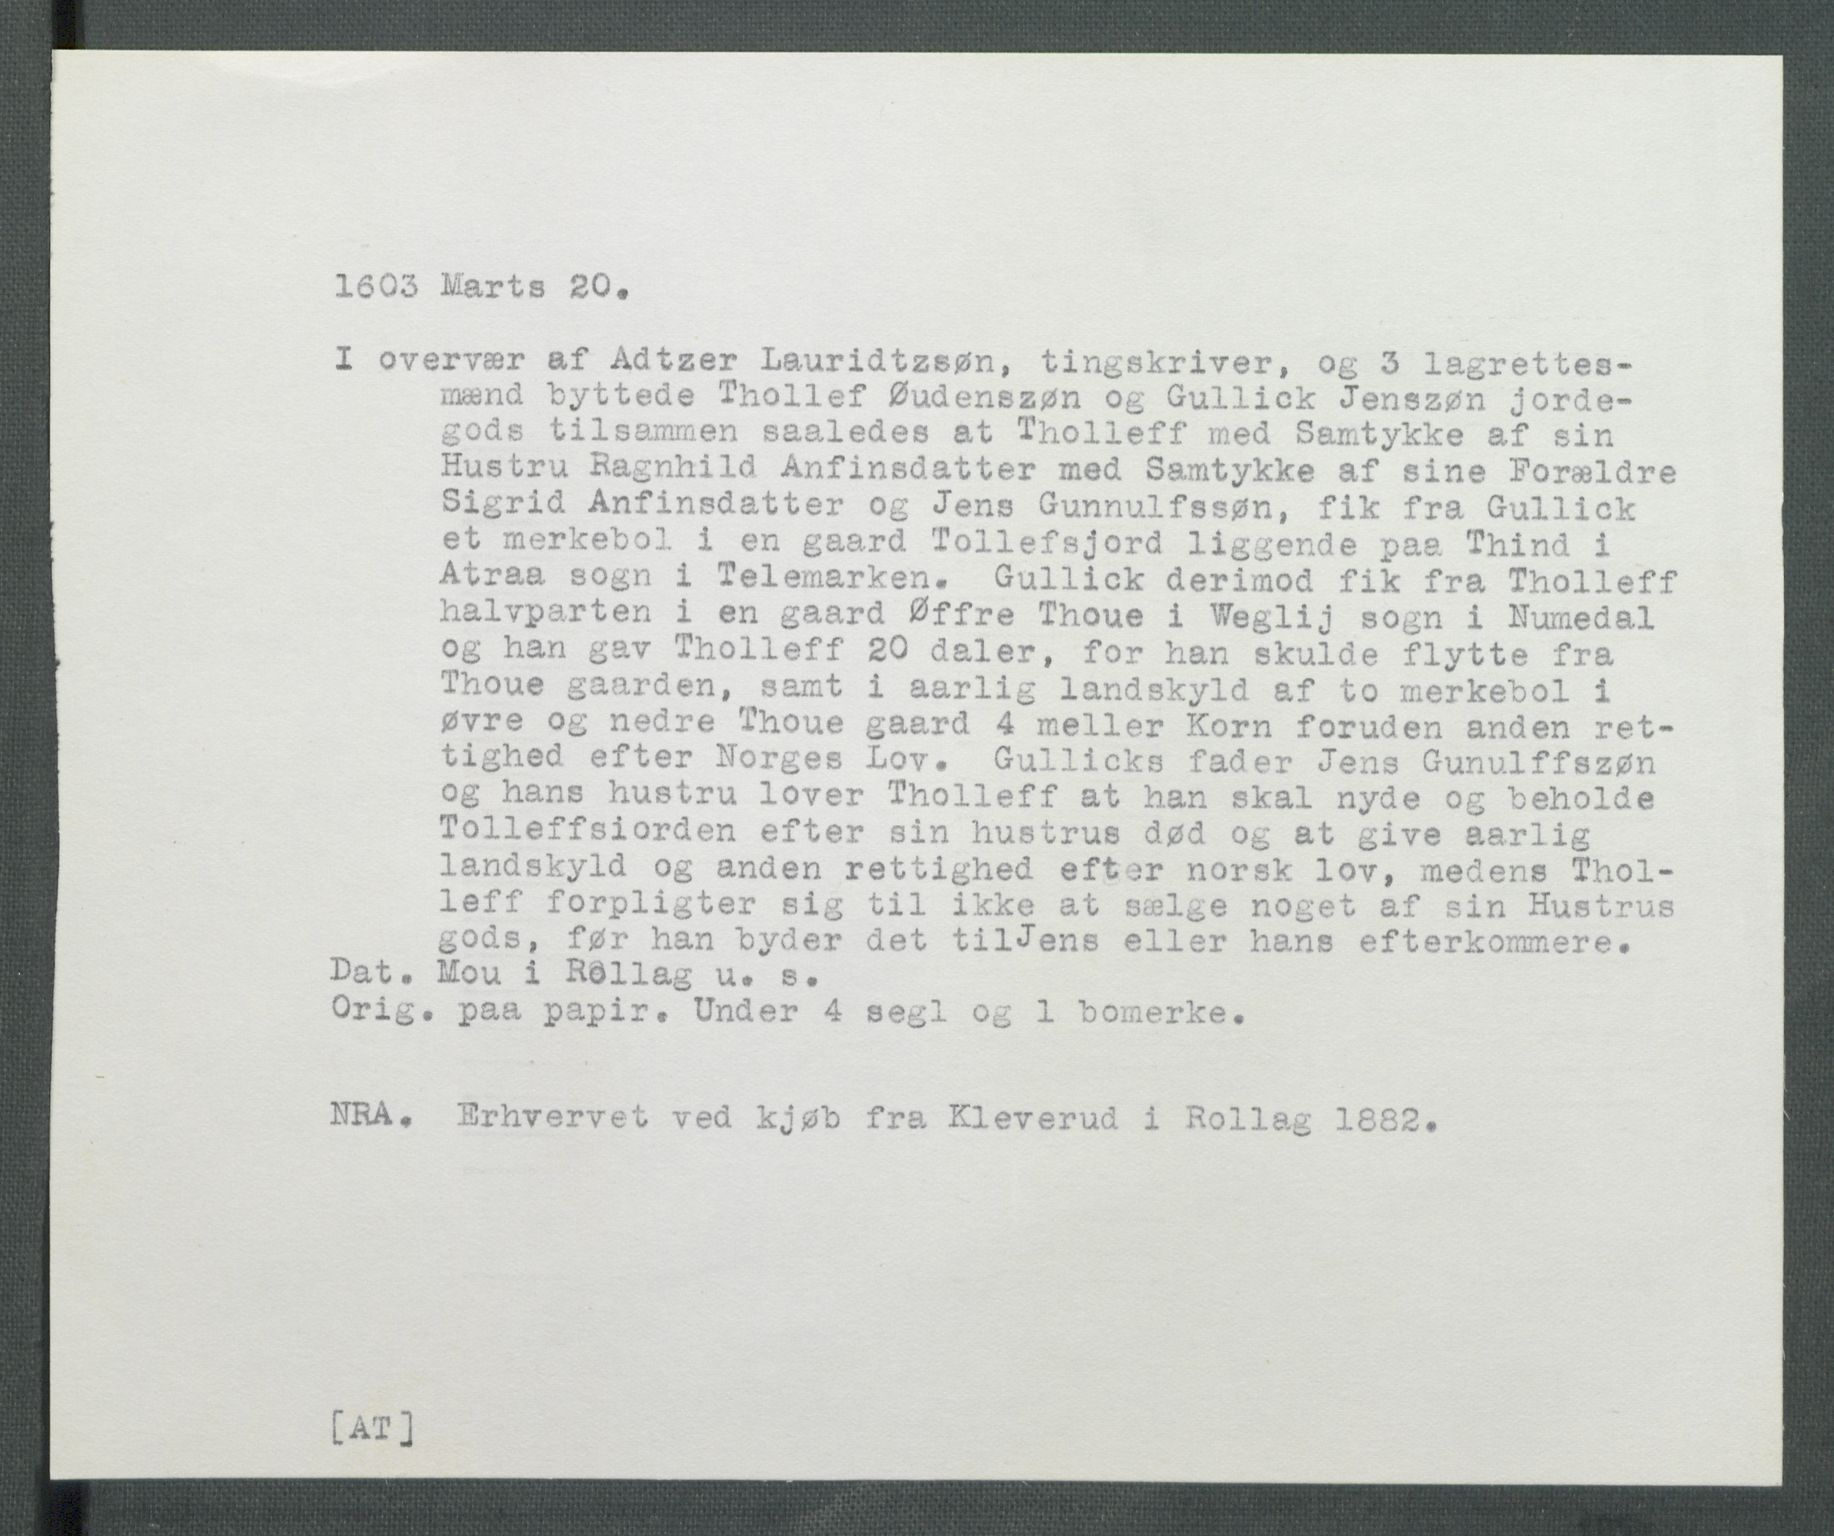 1603 Marts 20.
I overvær af Adtzer Lauridtzsøn, tingskriver, og 3 lagrettes-
mænd byttede Thollef Øudenszøn og Gullick Jenszøn jorde-
gods tilsammen saaledes at Tholleff med Samtykke af sin
Hustru Ragnhild Anfinsdatter med Samtykke af sine Forældre
Sigrid Anfinsdatter og Jens Gunnulfssøn, fik fra Gullick
et merkebol i en gaard Tollefsjord liggende paa Thind i
Atraa sogn i Telemarken.  Gullick derimod fik fra Tholleff
halvparten i en gaard Øffre Thoue i Weglij sogn i Numedal
og han gav Tholleff 20 daler, for han skulde flytte fra
Thoue gaarden, samt i aarlig landskyld af to merkebol i
øvre og nedre Thoue gaard 4 meller Korn foruden anden ret-
tighed efter Norges Lov.  Gullicks fader Jens Gunulffszøn
og hans hustru lover Tholleff at han skal nyde og beholde
Tolleffsiorden efter sin hustrus død og at give aarlig
landskyld og anden rettighed efter norsk lov, medens Thol-
leff forpligter sig til ikke at sælge noget af sin Hustrus
gods, før han byder det tilJens eller hans efterkommere.
Dat. Mou i Rollag u. s.
Orig. paa papir. Under 4 segl og 1 bomerke.
NRA.  Erhvervet ved kjøb fra Kleverud i Rollag 1882.
[AT]